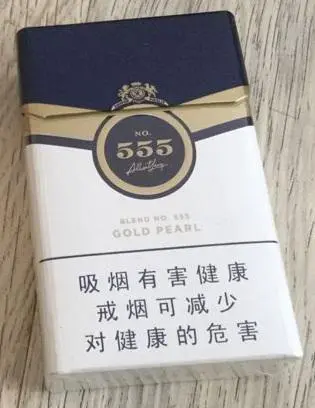 NO.
555
BLEND NO. 555
GOLD PEARL
吸烟有害健康
戒烟可减少
对健康的危害